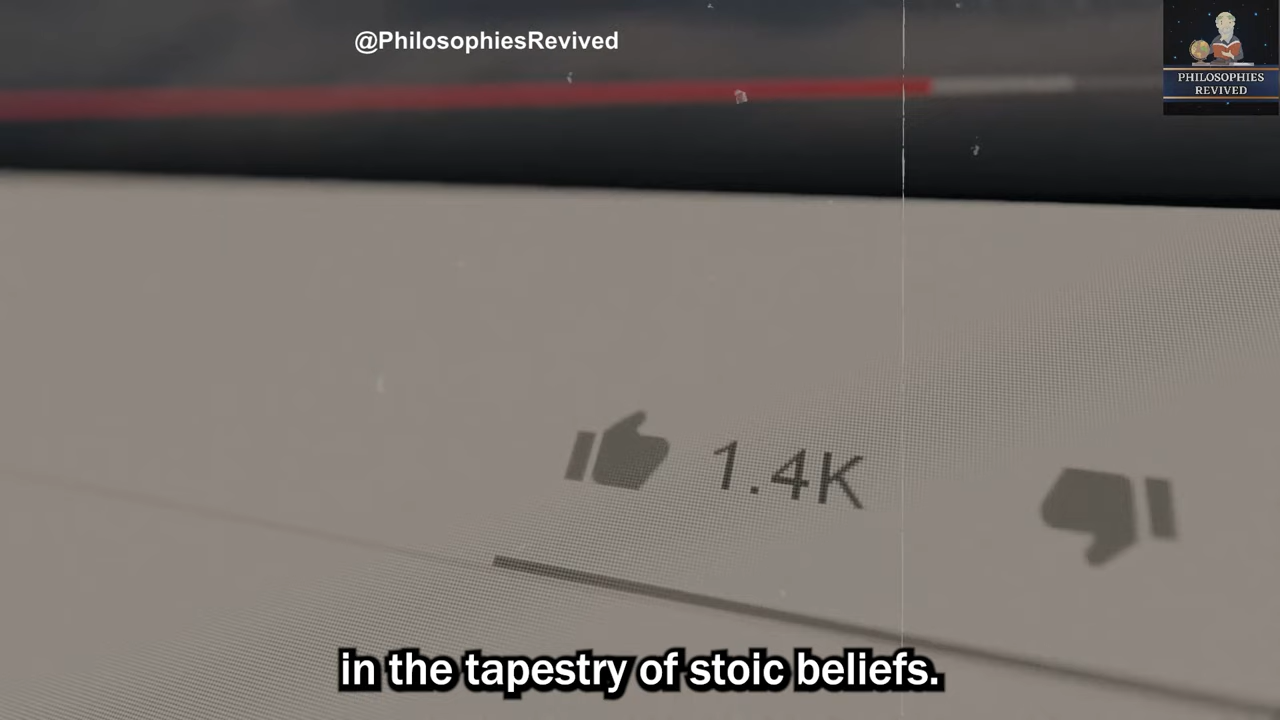 @PhilosophiesRevived
PHILOSOPHIES
REVIVED
1.4K
in the tapestry of stoic beliefs.